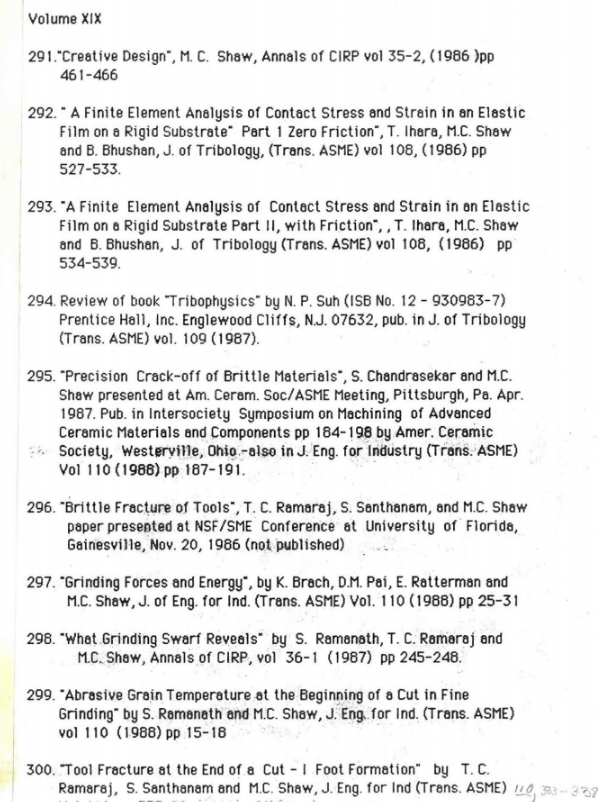 Volume XIX
291."Creative Design", M. C. Shaw, Annals of CIRP vol 35-2, (1986 )pp
461-466
292. " A Finite Element Analysis of Contact Stress and Strain in an Elastic
Film on a Rigid Substrate" Part 1 Zero Friction", T. Ihara, M.C. Shaw
and B. Bhushan, J. of Tribology, (Trans. ASME) vol 108, (1986) pp
527-533.
293. "A Finite Element Analysis of Contact Stress and Strain in an Elastic
Film on a Rigid Substrate Part II, with Friction", , T. Ihara, M.C. Shaw
and B. Bhushan, J. of Tribology (Trans. ASME) vol 108, (1986) pp
534-539.
294. Review of book "Tribophysics" by N. P. Suh (ISB No. 12 - 930983-7)
Prentice Hall, Inc. Englewood Cliffs, N.J. 07632, pub. in J. of Tribology
(Trans. ASME) vol. 109 (1987).
295. "Precision Crack-off of Brittle Materials", S. Chandrasekar and M.C.
Shaw presented at Am. Ceram. Soc/ASME Meeting, Pittsburgh, Pa. Apr.
1987. Pub. in Intersociety Symposium on Machining of Advanced
Ceramic Materials and Components pp 184-198 by Amer. Ceramic
Society, Westerville, Ohio -also in J. Eng. for Industry (Trans. ASME)
Vol 110 (1988) pp 187-191.
296. "Brittle Fracture of Tools", T. C. Ramaraj, S. Santhanam, and M.C. Shaw
paper presented at NSF/SME Conference at University of Florida,
Gainesville, Nov. 20, 1986 (not published)
297. "Grinding Forces and Energy", by K. Brach, D.M. Pai, E. Ratterman and
M.C. Shaw, J. of Eng. for Ind. (Trans. ASME) Vol. 110 (1988) pp 25-31
298. "What Grinding Swarf Reveals" by S. Ramanath, T. C. Ramaraj and
M.C. Shaw, Annals of CIRP, vol 36-1 (1987) pp 245-248.
299. "Abrasive Grain Temperature at the Beginning of a Cut in Fine
Grinding" by S. Ramanath and M.C. Shaw, J. Eng. for Ind. (Trans. ASME)
vol 110 (1988) pp 15-18
300. "Tool Fracture at the End of a Cut - I Foot Formation" by T. C.
Ramaraj, S. Santhanam and M.C. Shaw, J. Eng. for Ind (Trans. ASME) 110, 333-338